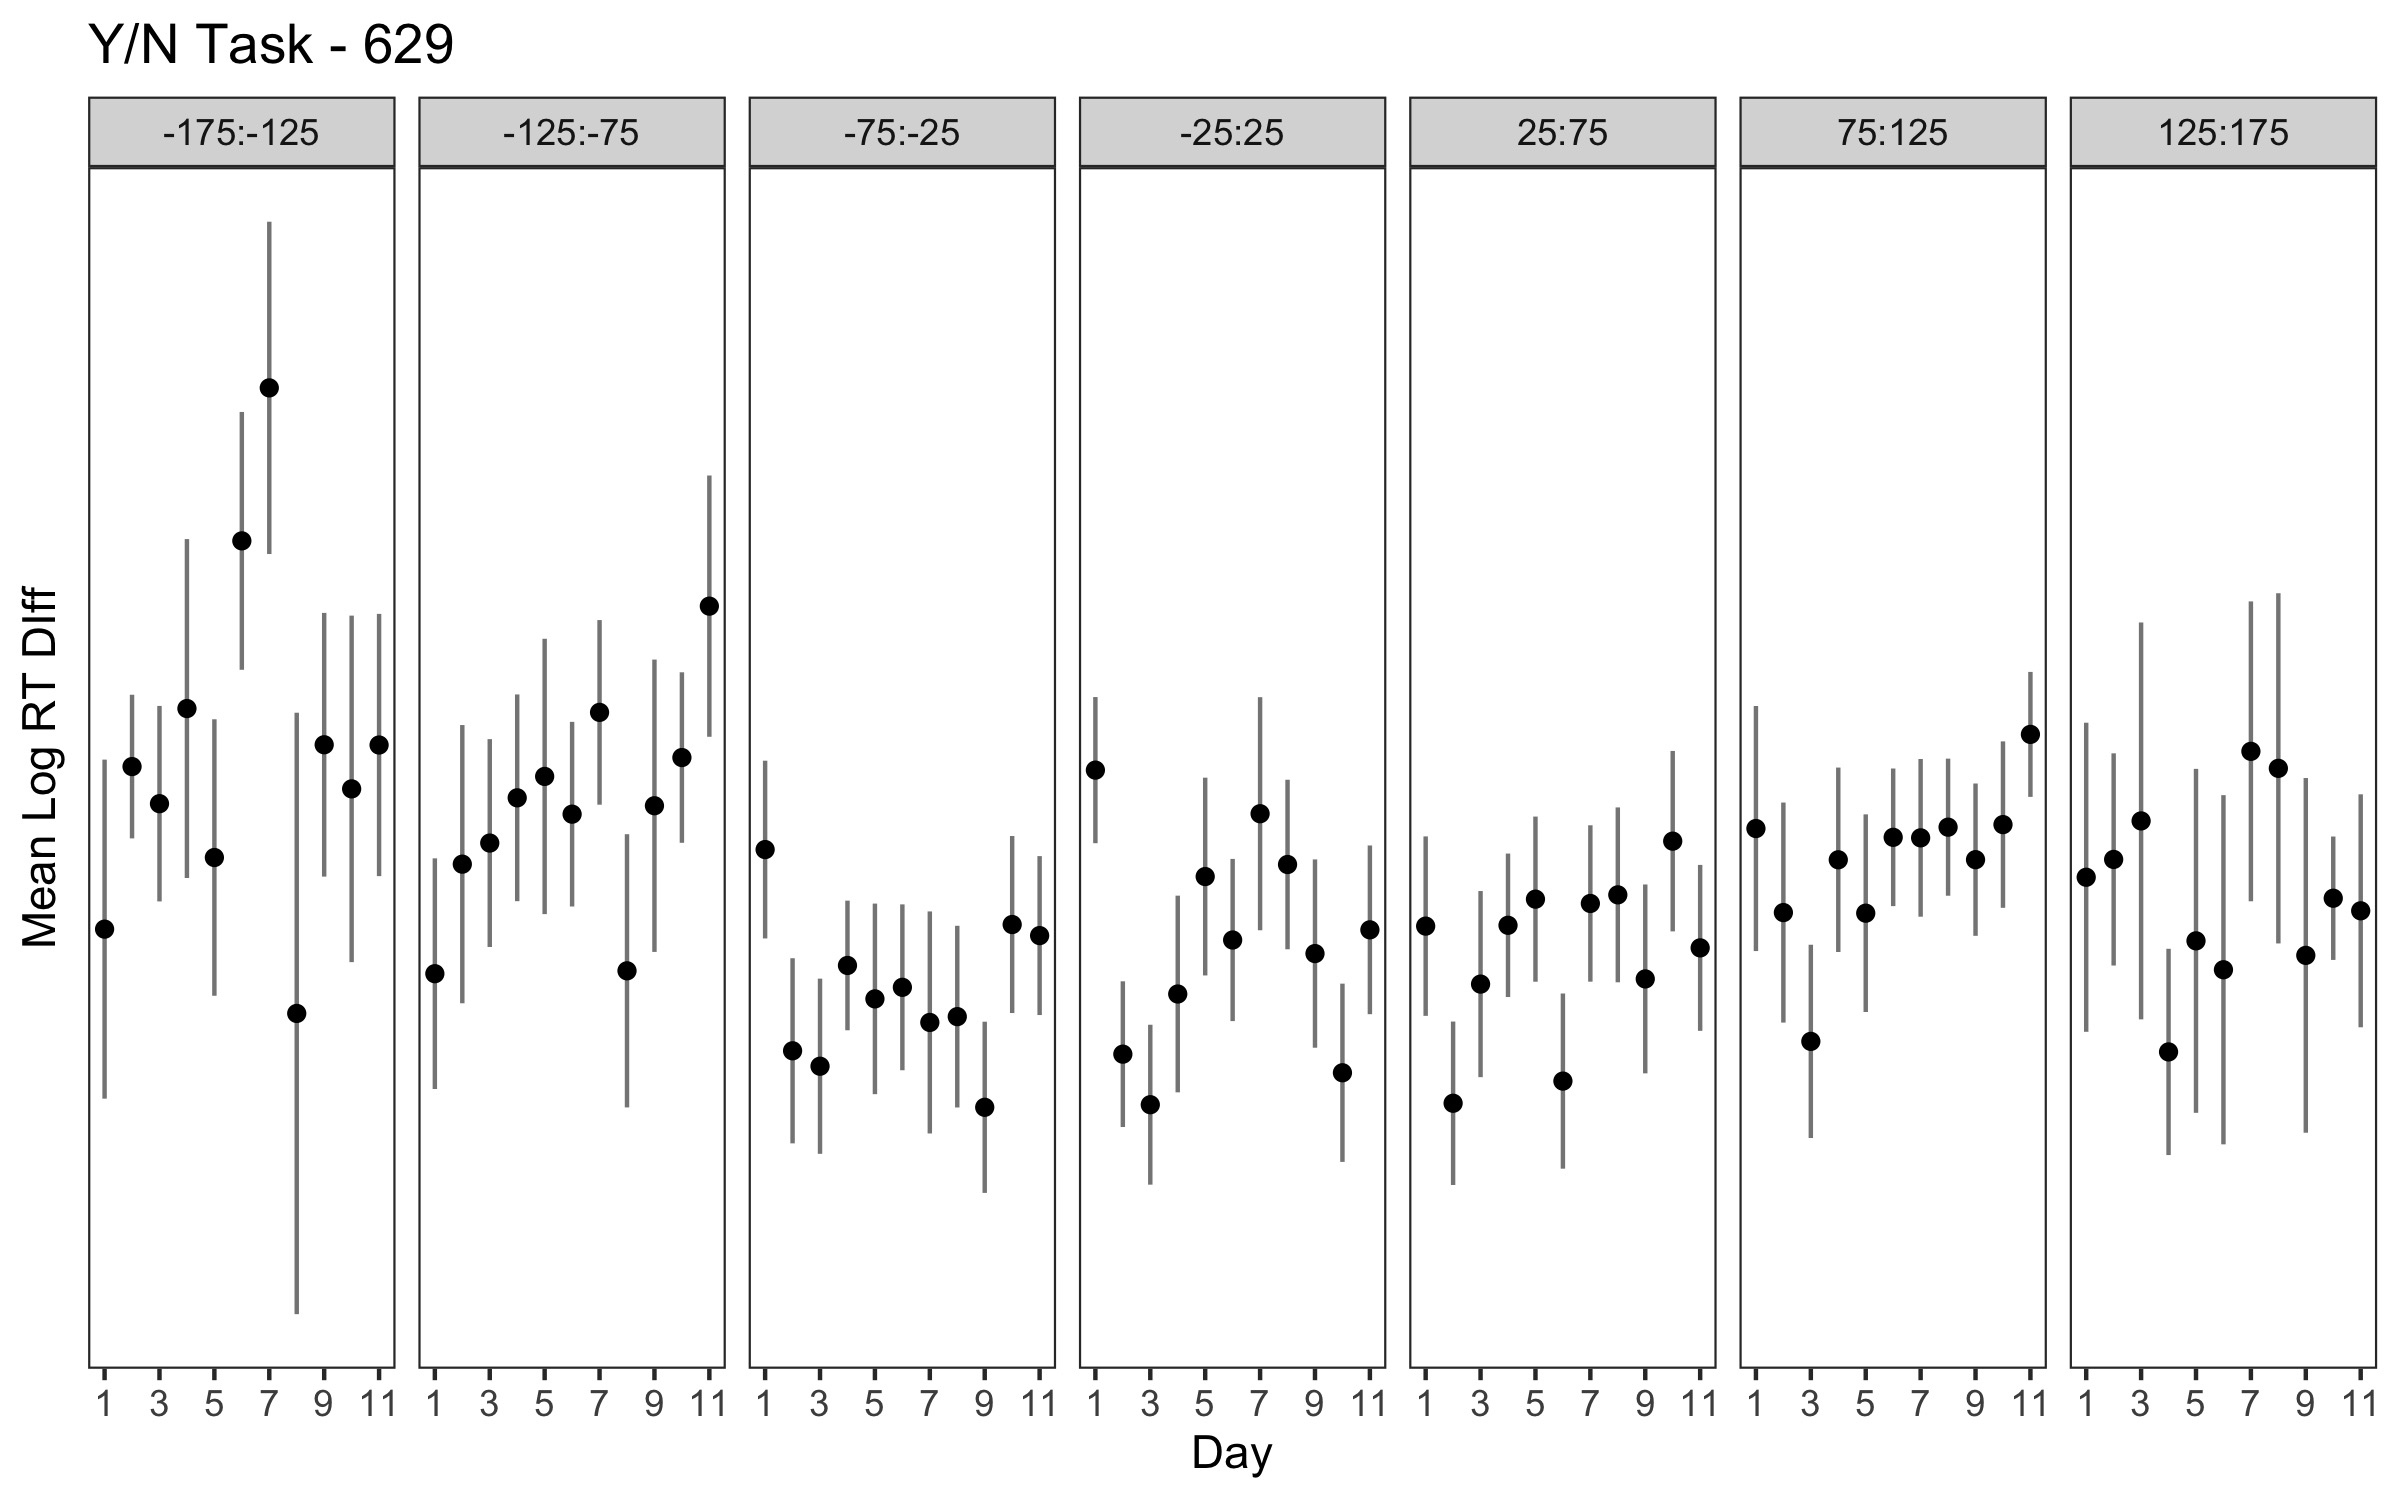 Y/N Task - 629
-175:-125 -125:-75 -75:-25 -25:25 25:75 75:125 125:175
Mean Log RT DIff
1 3 5 7 9 11 1 3 5 7 9 11 1 3 5 7 9 11 1 3 5 7 9 11 1 3 5 7 9 11 1 3 5 7 9 11 1 3 5 7 9 11
Day